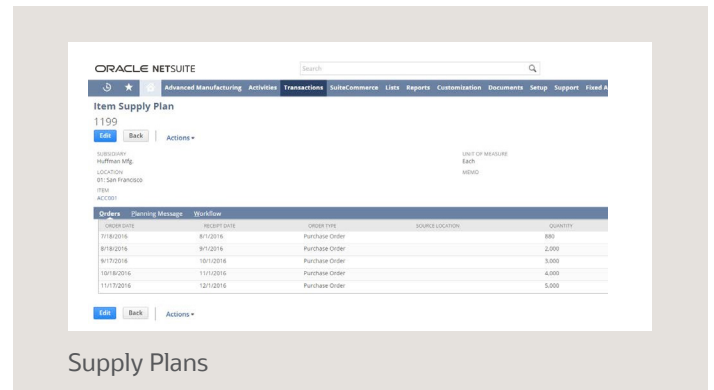 ORACLE NETSUITE Search
Advanced Manufacturing Activities Transactions SuiteCommerce Lists Reports Customization Documents Setup Support Fixed A
Item Supply Plan
1199
Edit Back Actions
SUBSIDIARY UNIT OF MEASURE
Huffman Mfg. Each
LOCATION MEMO
01: San Francisco
ITEM
ACC001
Orders Planning Message Workflow
ORDER DATE RECEIPT DATE ORDER TYPE SOURCE LOCATION QUANTITY
7/18/2016 8/1/2016 Purchase Order 880
8/18/2016 9/1/2016 Purchase Order 2,000
9/17/2016 10/1/2016 Purchase Order 3,000
10/18/2016 11/1/2016 Purchase Order 4,000
11/17/2016 12/1/2016 Purchase Order 5,000
Edit Back Actions
Supply Plans